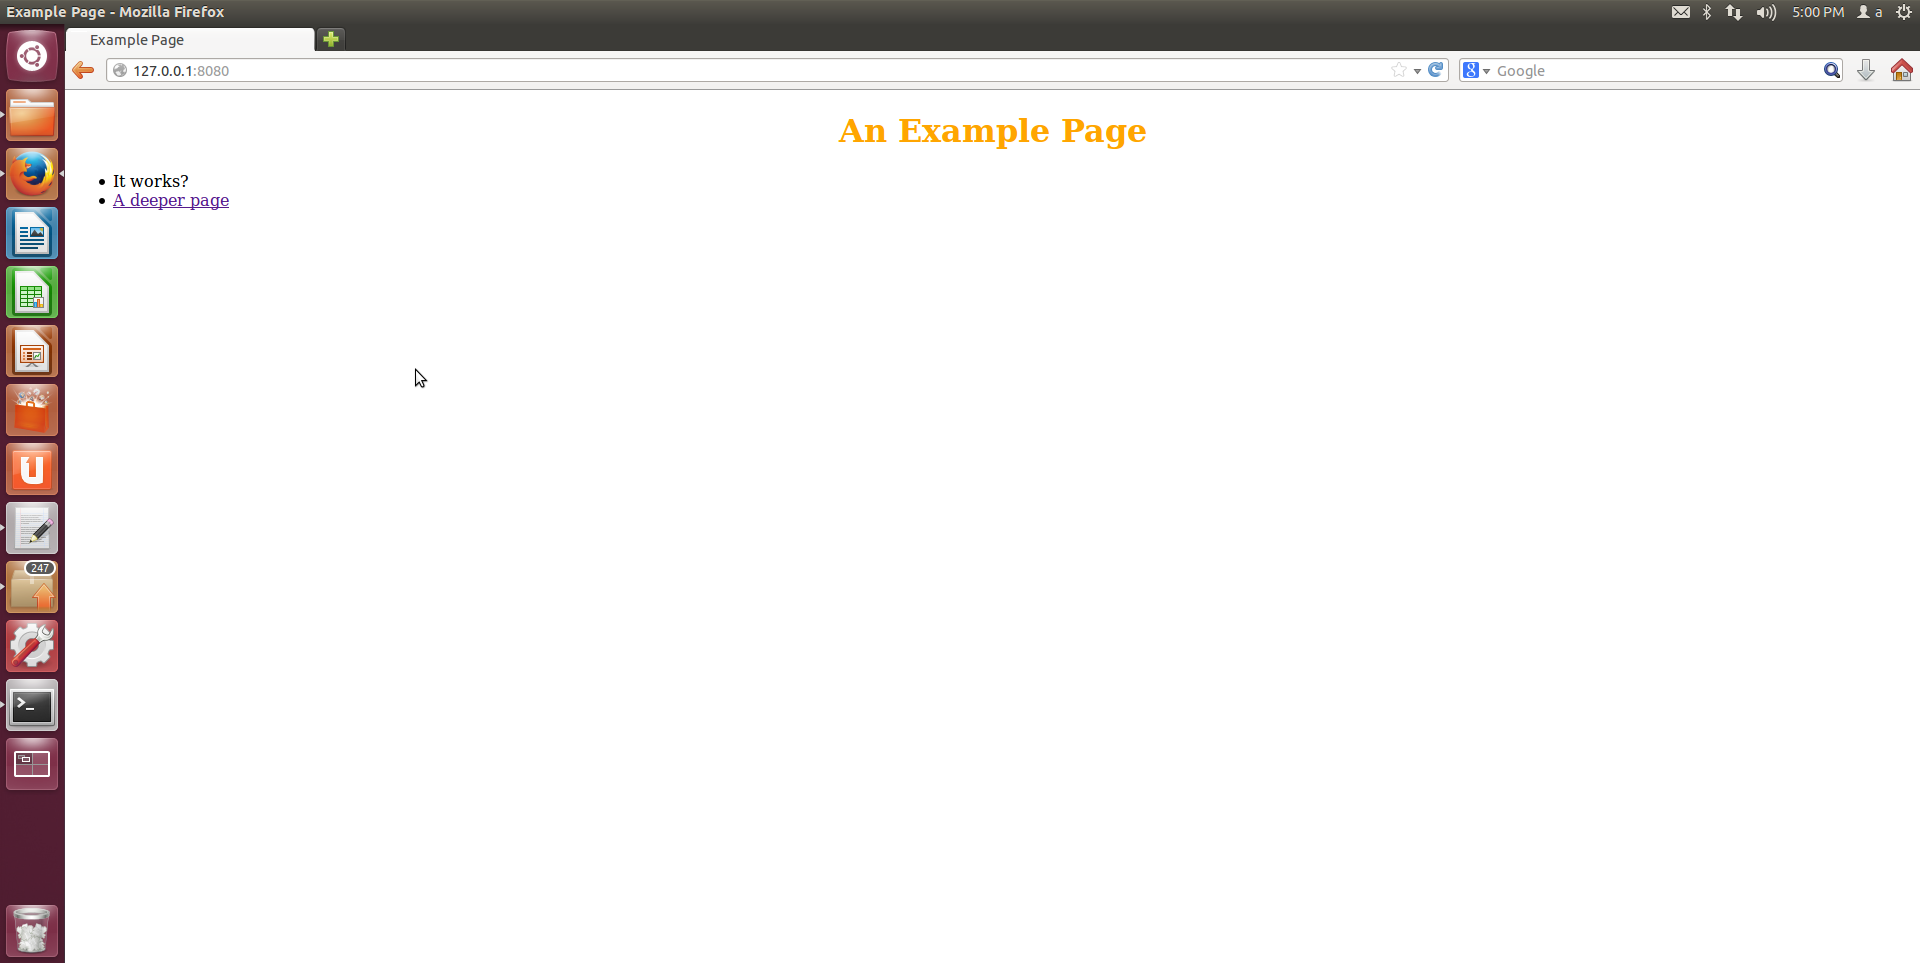 Example Page - Mozilla Firefox
5:00 PM
a
Example Page
127.0.0.1:8080
8
Google
An Example Page
It works?
A deeper page
U
247
>_